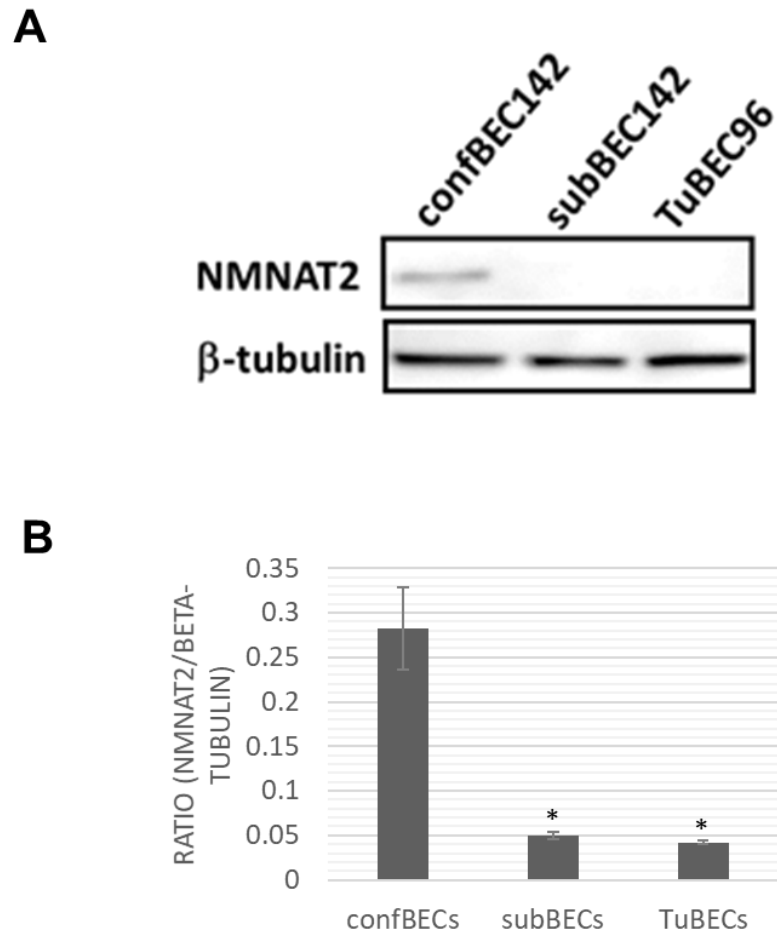 A
confBEC142
subBEC142
TuBEC96
NMNAT2
β-tubulin
B
RATIO (NMNAT2/BETA-
TUBULIN)
0.35
0.3
0.25
0.2
0.15
0.1
0.05
0
*
*
confBECs
subBECs
TuBECs